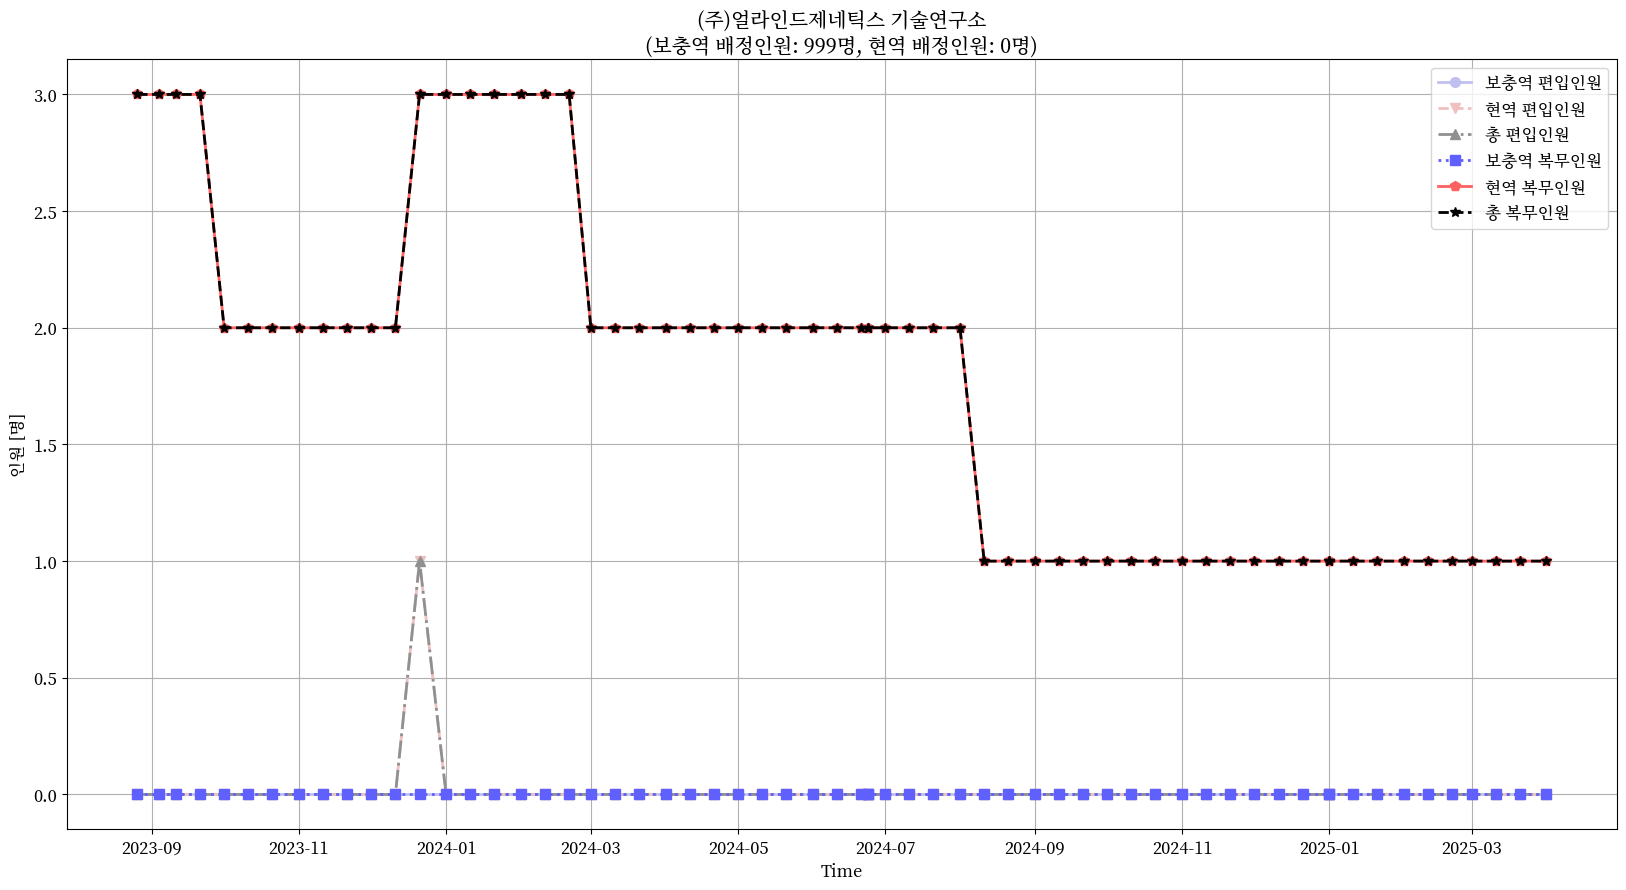 (주)얼라인드제네틱스 기술연구소
(보충역 배정인원: 999명, 현역 배정인원: 0명)
보충역 편입인원
현역 편입인원
총 편입인원
보충역 복무인원
현역 복무인원
총 복무인원
인원 [명]
3.0
2.5
2.0
1.5
1.0
0.5
0.0
2023-09 2023-11 2024-01 2024-03 2024-05 2024-07 2024-09 2024-11 2025-01 2025-03
Time